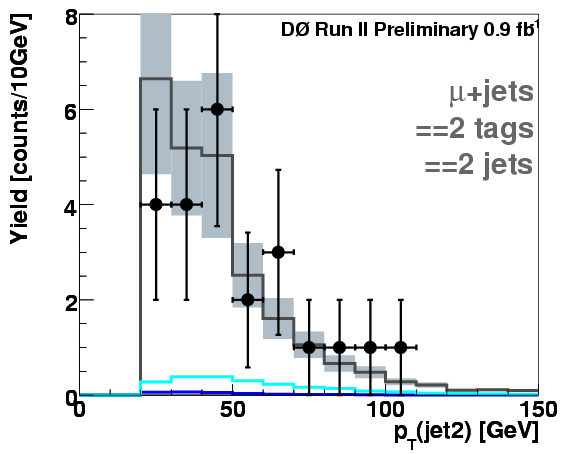 DØ Run II Preliminary 0.9 fb⁻¹
μ+jets
==2 tags
==2 jets
Yield [counts/10GeV]
8
6
4
2
0
0 50 100 150
p_T(jet2) [GeV]